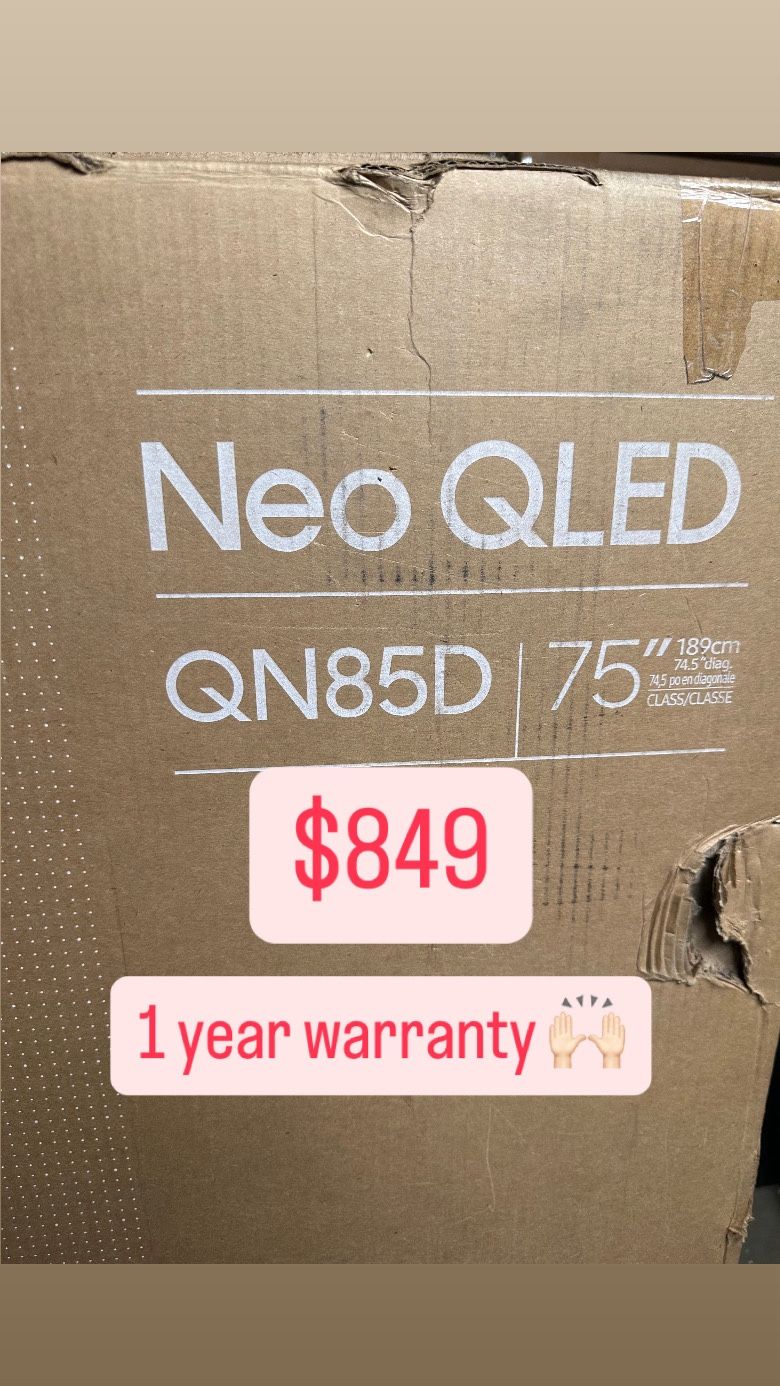 Neo QLED
QN85D
75"
189cm
74.5"diag.
74,5 po en diagonale
CLASS/CLASSE
$849
1 year warranty 🙌🏻